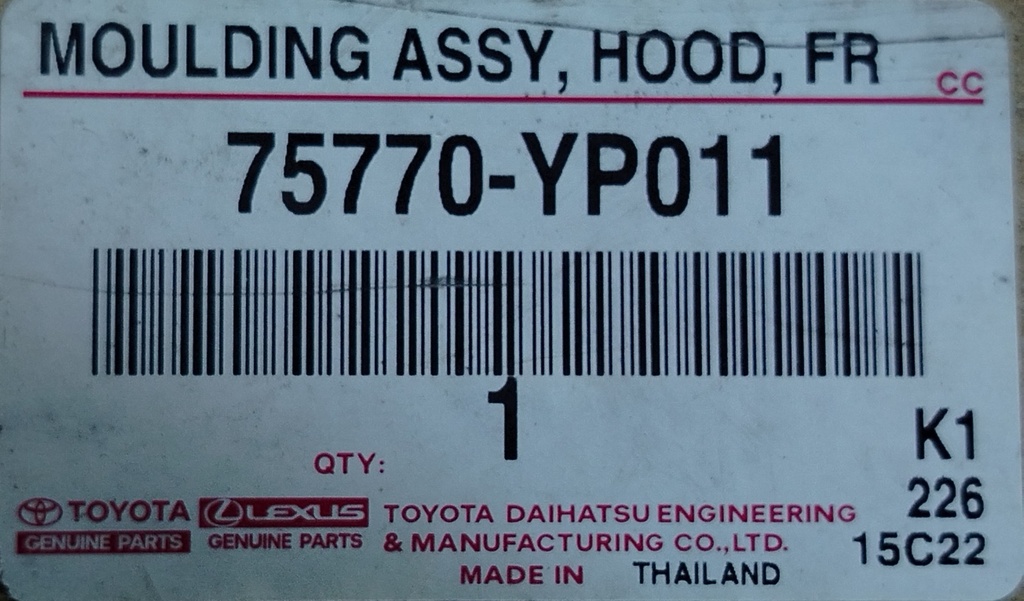 MOULDING ASSY, HOOD, FR CC
75770-YP011
QTY: 1
K1
226
15C22
TOYOTA
GENUINE PARTS
LEXUS
GENUINE PARTS
TOYOTA DAIHATSU ENGINEERING
& MANUFACTURING CO.,LTD.
MADE IN THAILAND